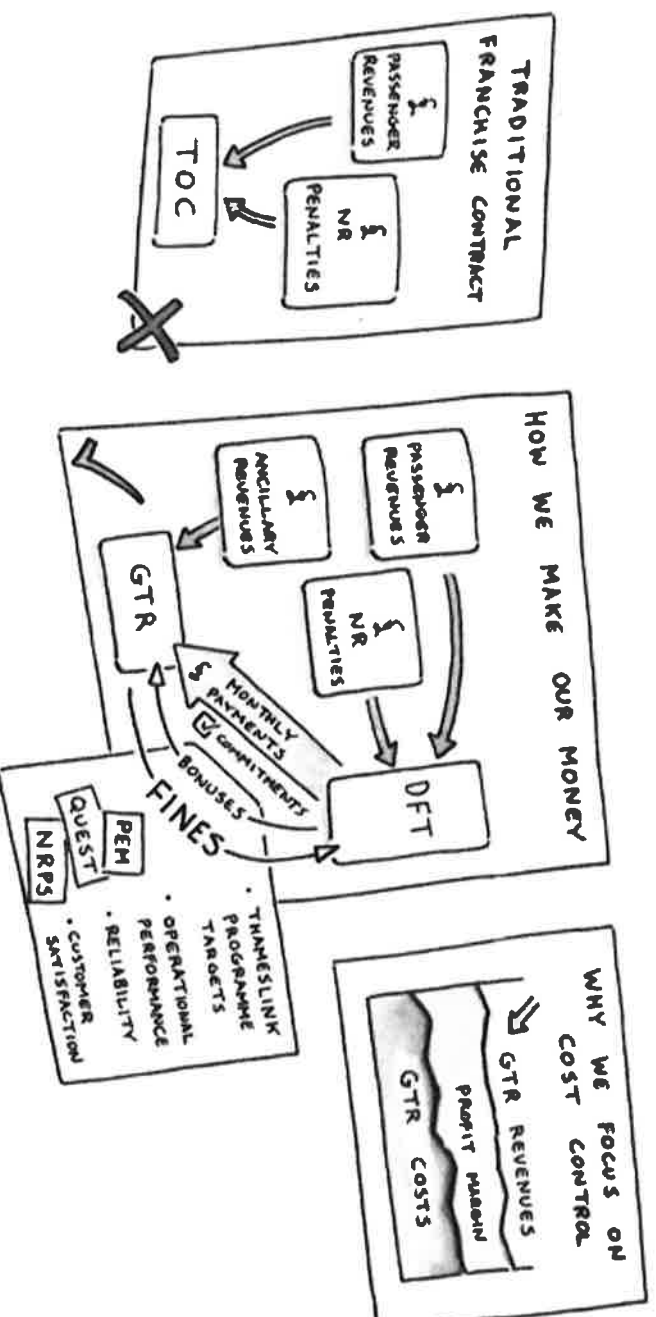 TRADITIONAL
FRANCHISE CONTRACT
£
PASSENGER
REVENUES
£
NR
PENALTIES
TOC
HOW WE MAKE OUR MONEY
£
PASSENGER
REVENUES
£
NR
PENALTIES
£
ANCILLARY
REVENUES
DFT
GTR
£ MONTHLY
PAYMENTS
COMMITMENTS
BONUSES
FINES
• THAMESLINK
PROGRAMME
TARGETS
• OPERATIONAL
PERFORMANCE
• RELIABILITY
• CUSTOMER
SATISFACTION
PEM
QUEST
NRPS
WHY WE FOCUS ON
COST CONTROL
GTR REVENUES
PROFIT MARGIN
GTR COSTS